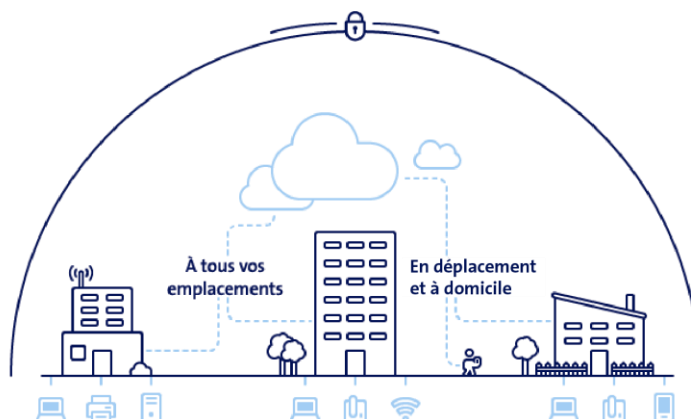 À tous vos
emplacements
En déplacement
et à domicile